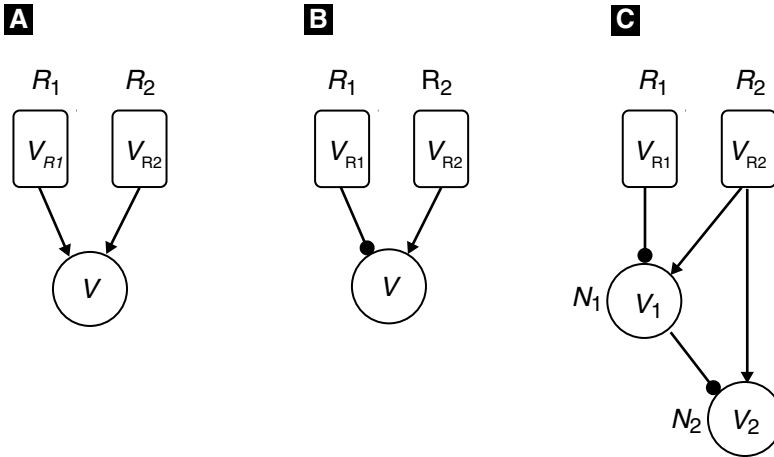 A B C
R1 R2 R1 R2 R1 R2
VR1 VR2 VR1 VR2 VR1 VR2
V V N1 V1
N2 V2